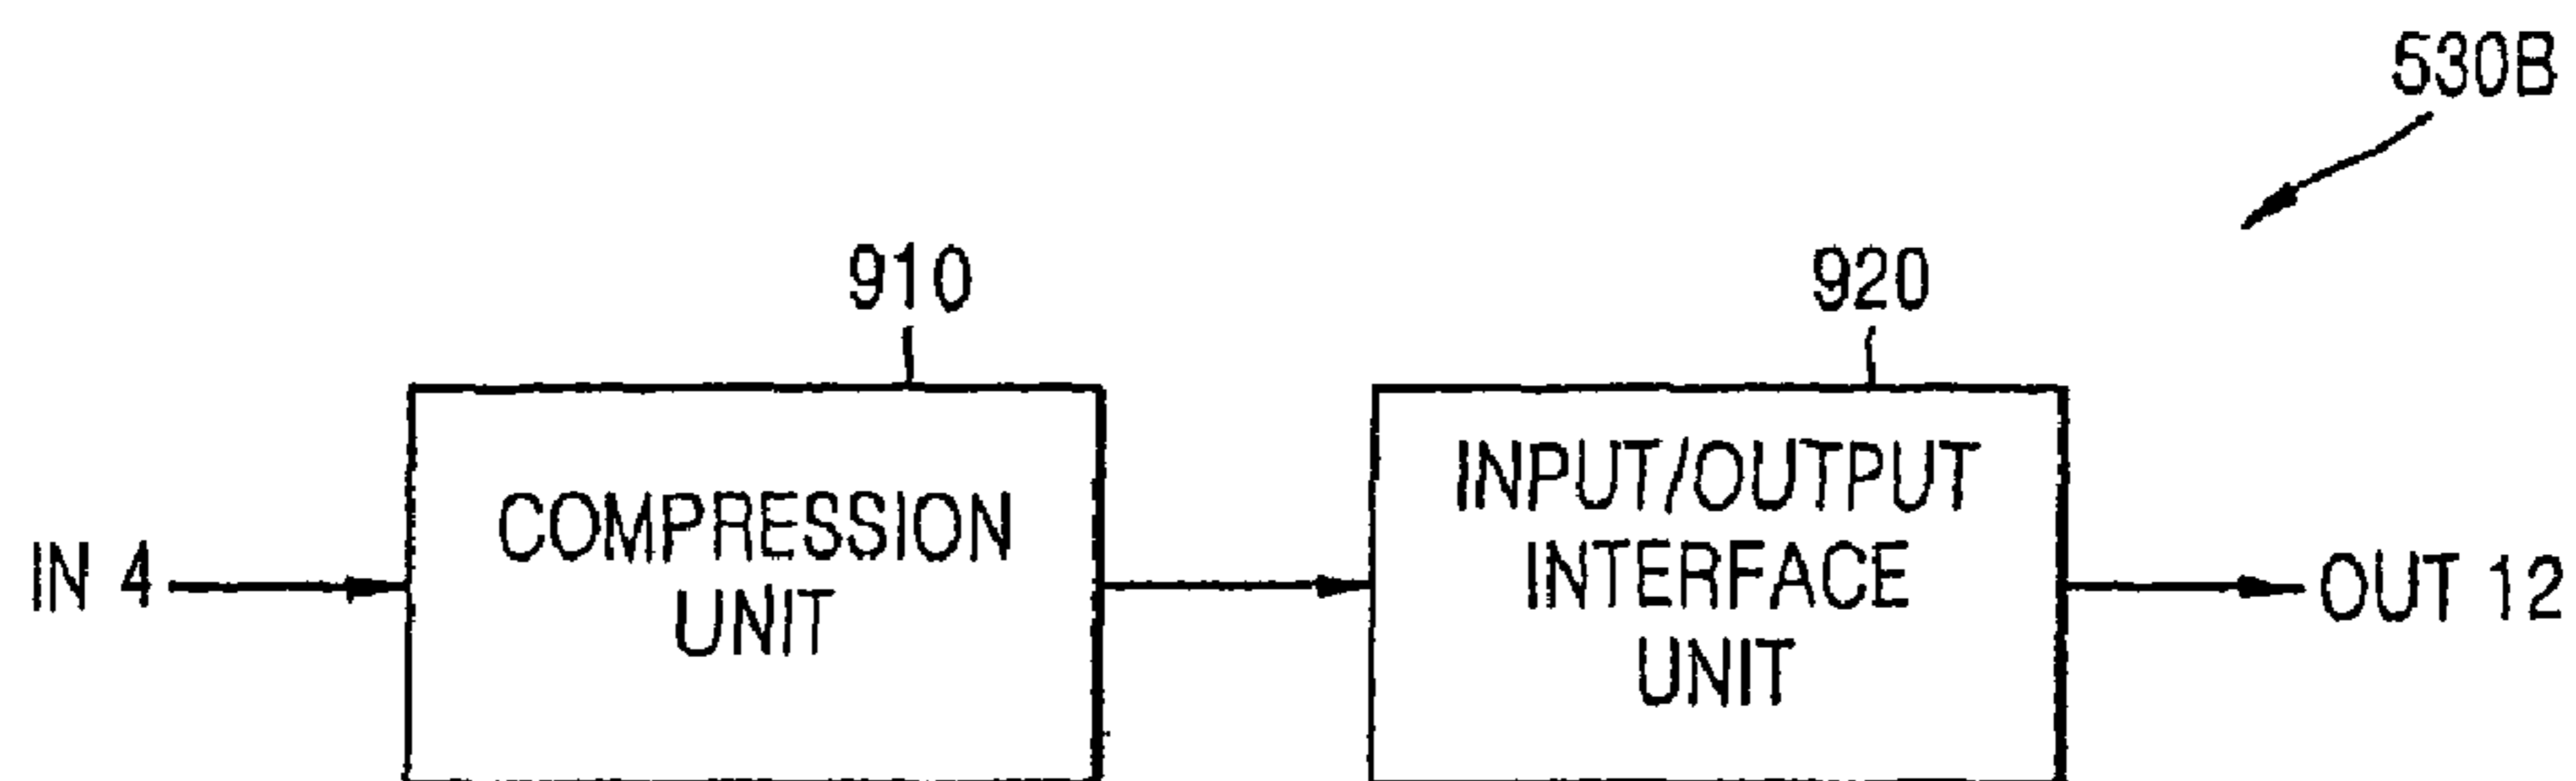 530B
910
920
IN 4
COMPRESSION
UNIT
INPUT/OUTPUT
INTERFACE
UNIT
OUT 12